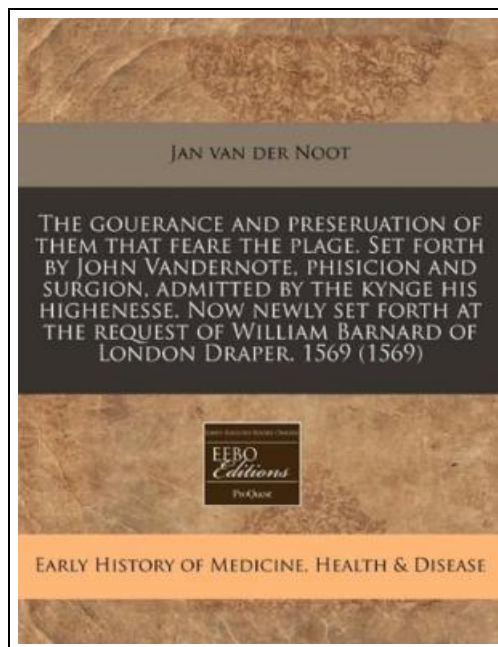 JAN VAN DER NOOT
THE GOUERANCE AND PRESERUATION OF
THEM THAT FEARE THE PLAGE. SET FORTH
BY JOHN VANDERNOTE, PHISICION AND
SURGION, ADMITTED BY THE KYNGE HIS
HIGHENESSE. NOW NEWLY SET FORTH AT
THE REQUEST OF WILLIAM BARNARD OF
LONDON DRAPER. 1569 (1569)
EEBO
Editions
ProQuest
EARLY HISTORY OF MEDICINE, HEALTH & DISEASE